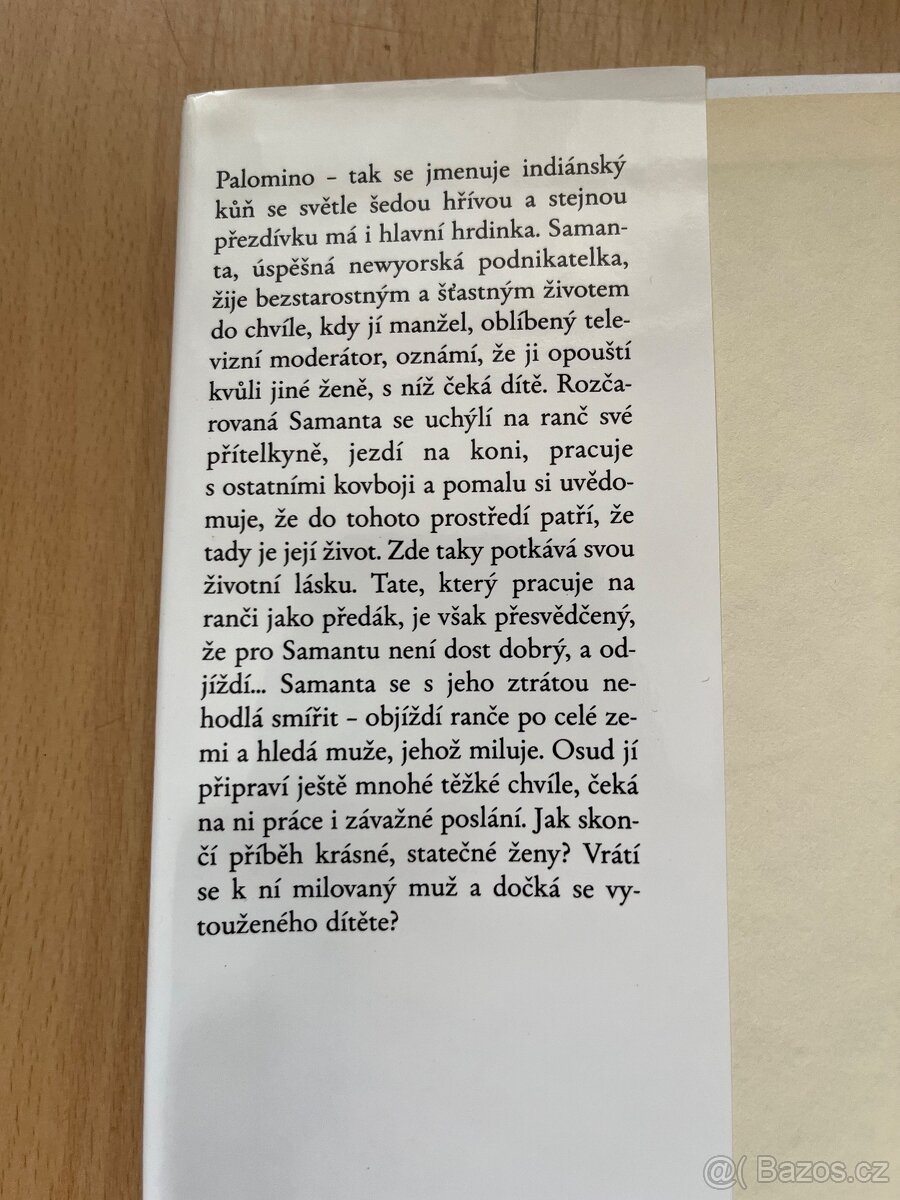 Palomino – tak se jmenuje indiánský
kůň se světle šedou hřívou a stejnou
přezdívku má i hlavní hrdinka. Saman-
ta, úspěšná newyorská podnikatelka,
žije bezstarostným a šťastným životem
do chvíle, kdy jí manžel, oblíbený tele-
vizní moderátor, oznámí, že ji opouští
kvůli jiné ženě, s níž čeká dítě. Rozča-
rovaná Samanta se uchýlí na ranč své
přítelkyně, jezdí na koni, pracuje
s ostatními kovboji a pomalu si uvědo-
muje, že do tohoto prostředí patří, že
tady je její život. Zde taky potkává svou
životní lásku. Tate, který pracuje na
ranči jako předák, je však přesvědčený,
že pro Samantu není dost dobrý, a od-
jíždí... Samanta se s jeho ztrátou ne-
hodlá smířit – objíždí ranče po celé ze-
mi a hledá muže, jehož miluje. Osud jí
připraví ještě mnohé těžké chvíle, čeká
na ni práce i závažné poslání. Jak skon-
čí příběh krásné, statečné ženy? Vrátí
se k ní milovaný muž a dočká se vy-
touženého dítěte?
@( Bazos.cz